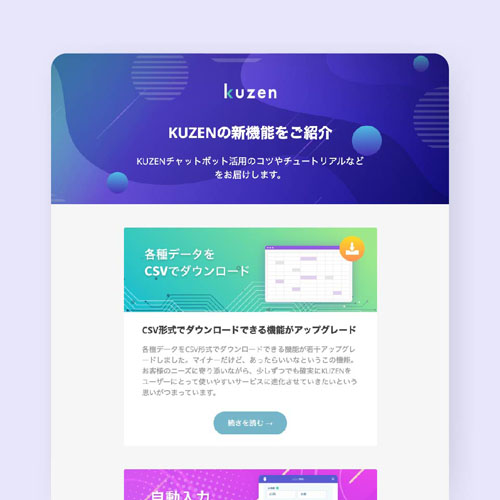 kuzen
KUZENの新機能をご紹介
KUZENチャットボット活用のコツやチュートリアルなど
をお届けします。
各種データを
CSVでダウンロード
CSV形式でダウンロードできる機能がアップグレード
各種データをCSV形式でダウンロードできる機能が若干アップグレ
ードしました。マイナーだけど、あったらいいなというこの機能。
お客様のニーズに寄り添いながら、少しずつでも確実にKUZENを
ユーザーにとって使いやすいサービスに進化させていきたいという
思いがつまっています。
続きを読む →
自動入力